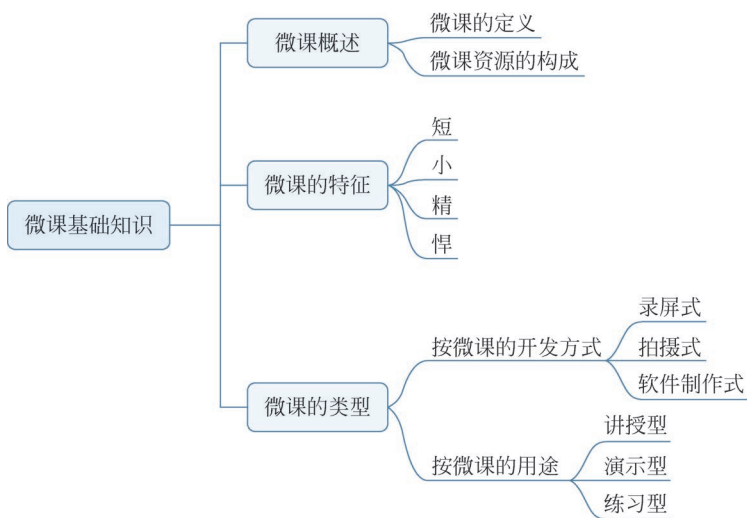 微课基础知识
微课概述
微课的定义
微课资源的构成
微课的特征
短
小
精
悍
微课的类型
按微课的开发方式
录屏式
拍摄式
软件制作式
按微课的用途
讲授型
演示型
练习型